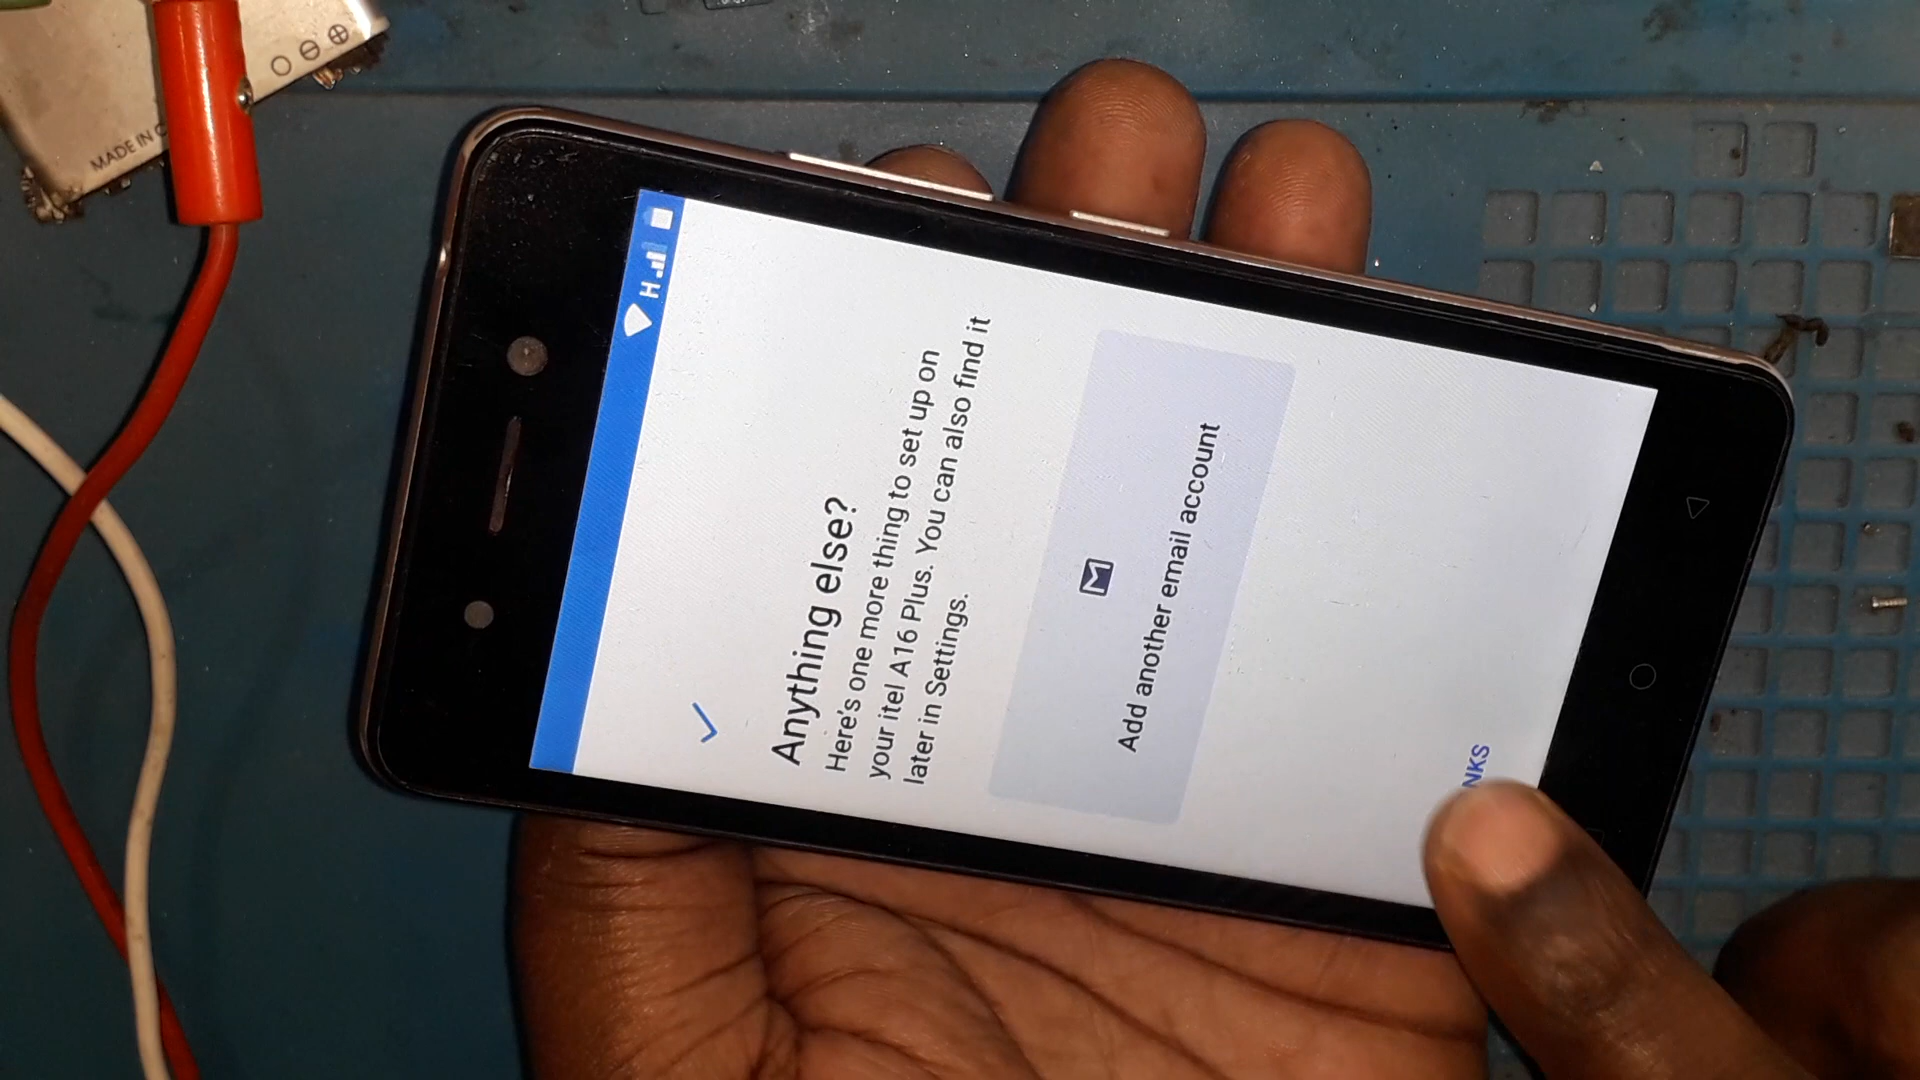 H
Anything else?
Here's one more thing to set up on
your itel A16 Plus. You can also find it
later in Settings.
Add another email account
NKS
MADE IN C